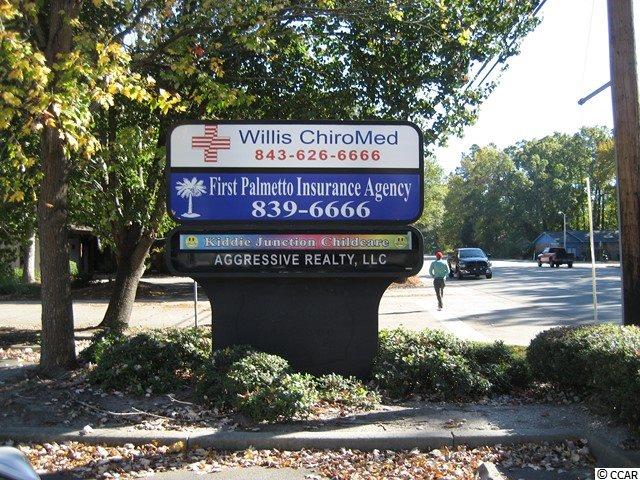 Willis ChiroMed
843-626-6666
First Palmetto Insurance Agency
839-6666
Kiddie Junction Childcare
AGGRESSIVE REALTY, LLC
© CCAR